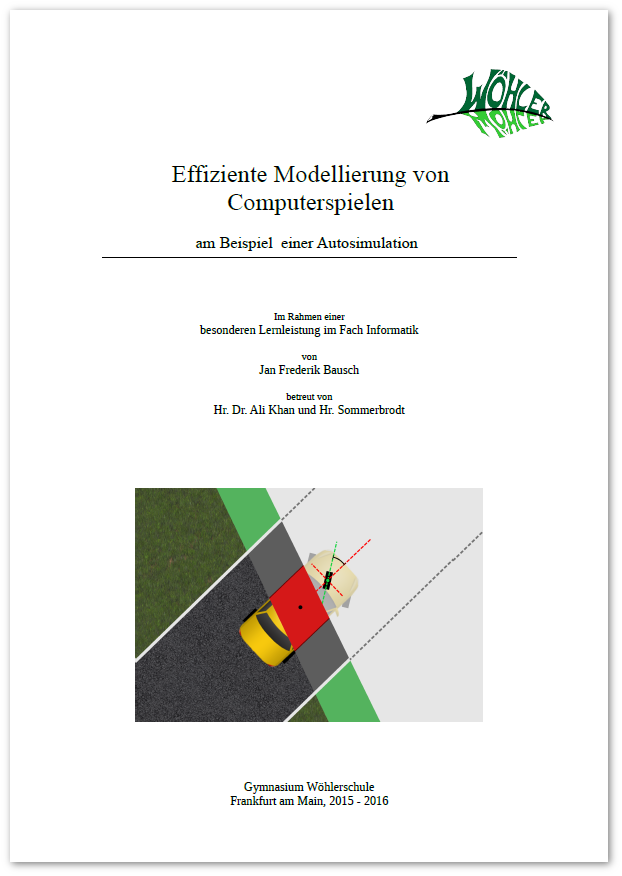 WÖHLER
WÖHLER
Effiziente Modellierung von
Computerspielen
am Beispiel einer Autosimulation
Im Rahmen einer
besonderen Lernleistung im Fach Informatik
von
Jan Frederik Bausch
betreut von
Hr. Dr. Ali Khan und Hr. Sommerbrodt
Gymnasium Wöhlerschule
Frankfurt am Main, 2015 - 2016